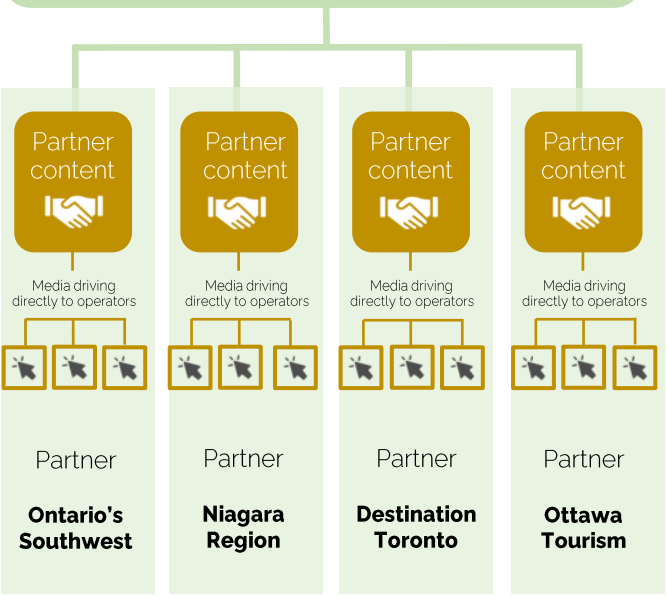 Partner
content
Media driving
directly to operators
Partner
Ontario's
Southwest
Partner
content
Media driving
directly to operators
Partner
Niagara
Region
Partner
content
Media driving
directly to operators
Partner
Destination
Toronto
Partner
content
Media driving
directly to operators
Partner
Ottawa
Tourism